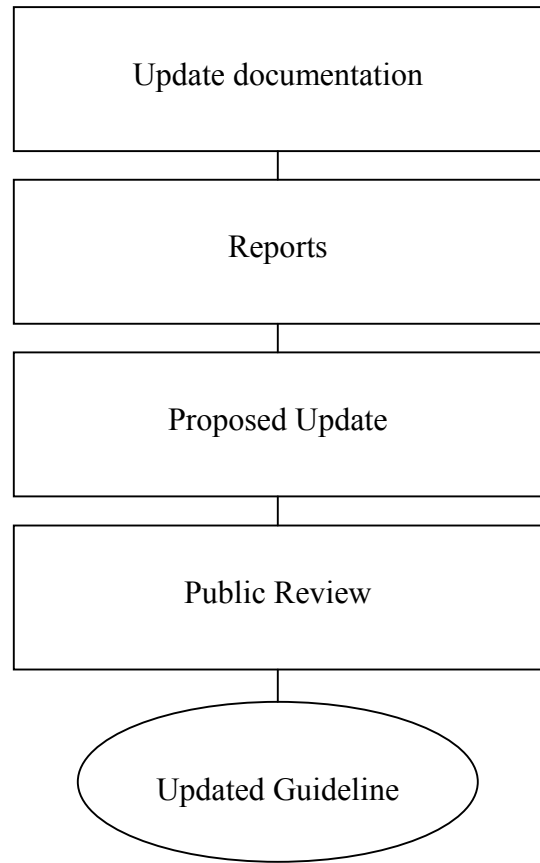 Update documentation
Reports
Proposed Update
Public Review
Updated Guideline